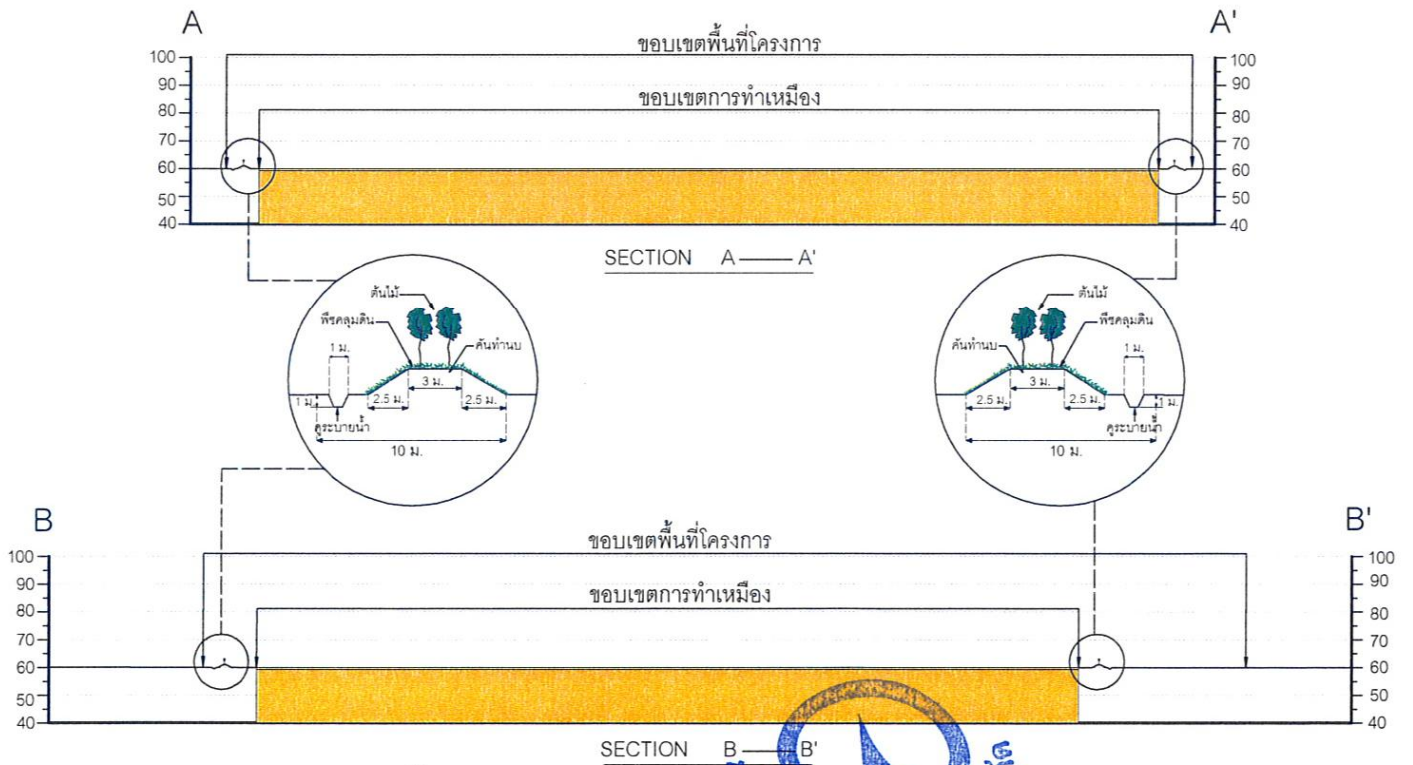 A A'
ขอบเขตพื้นที่โครงการ
100 100
90 90
ขอบเขตการทำเหมือง
80 80
70 70
60 60
50 50
40 40
SECTION A A'
ต้นไม้
พืชคลุมดิน
คันทำนบ
1 ม.
3 ม.
1 ม.
2.5 ม. 2.5 ม.
คูระบายน้ำ
10 ม.
ต้นไม้
พืชคลุมดิน
คันทำนบ
1 ม.
3 ม.
2.5 ม. 2.5 ม.
1 ม.
คูระบายน้ำ
10 ม.
B B'
ขอบเขตพื้นที่โครงการ
100 100
90 90
ขอบเขตการทำเหมือง
80 80
70 70
60 60
50 50
40 40
SECTION B B'